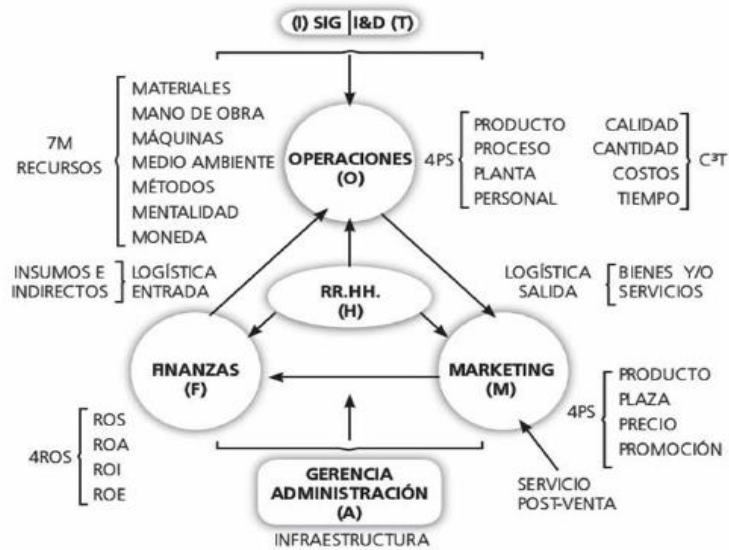 (I) SIG | I&D (T)
7M
RECURSOS
MATERIALES
MANO DE OBRA
MÁQUINAS
MEDIO AMBIENTE
MÉTODOS
MENTALIDAD
MONEDA
OPERACIONES
(O)
4PS
PRODUCTO
PROCESO
PLANTA
PERSONAL
CALIDAD
CANTIDAD
COSTOS
TIEMPO
C³T
INSUMOS E
INDIRECTOS
LOGÍSTICA
ENTRADA
RR.HH.
(H)
LOGÍSTICA
SALIDA
BIENES Y/O
SERVICIOS
FINANZAS
(F)
MARKETING
(M)
4ROS
ROS
ROA
ROI
ROE
4PS
PRODUCTO
PLAZA
PRECIO
PROMOCIÓN
GERENCIA
ADMINISTRACIÓN
(A)
INFRAESTRUCTURA
SERVICIO
POST-VENTA